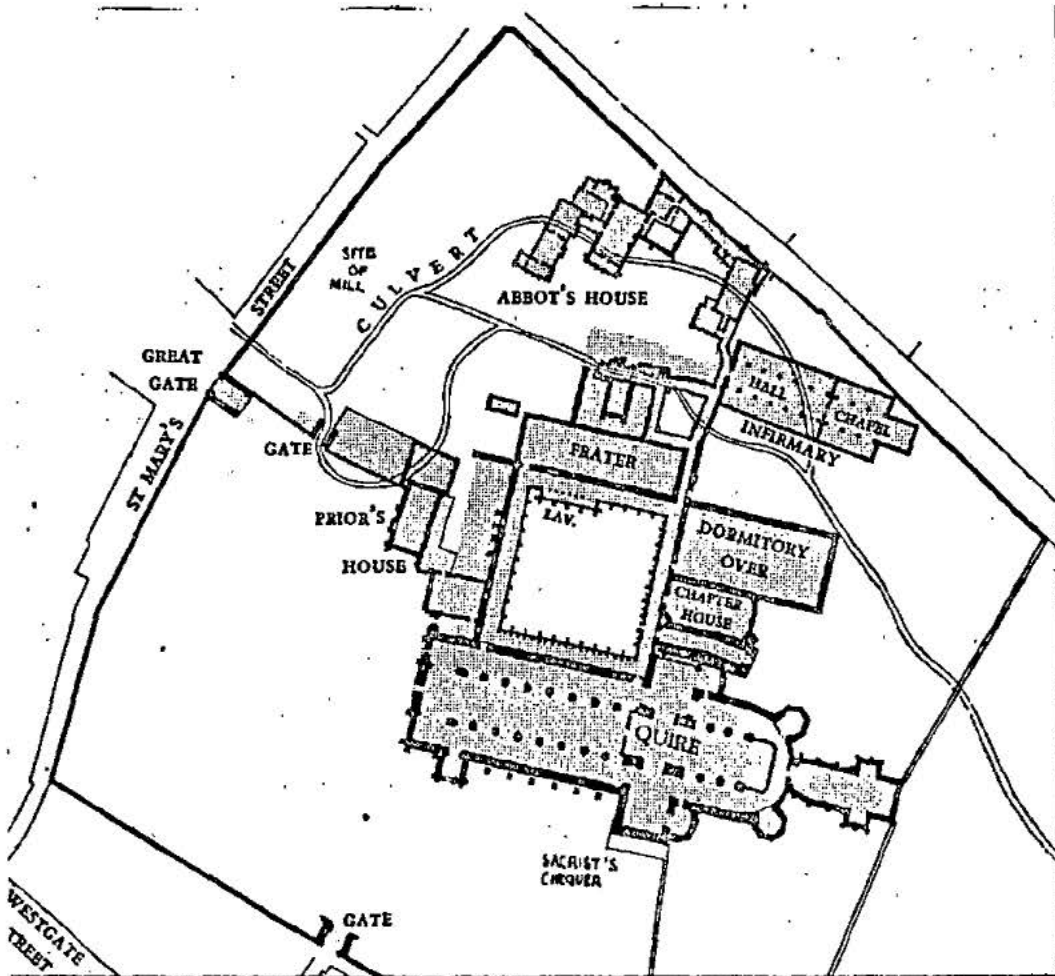 SITE
OF
MILL
CULVERT
STREET
ABBOT'S HOUSE
GREAT
GATE
HALL
CHAPEL
INFIRMARY
GATE
FRATER
ST MARY'S
PRIOR'S
HOUSE
LAV.
DORMITORY
OVER
CHAPTER
HOUSE
QUIRE
SACRIST'S
CHEQUER
GATE
WESTGATE
TREET